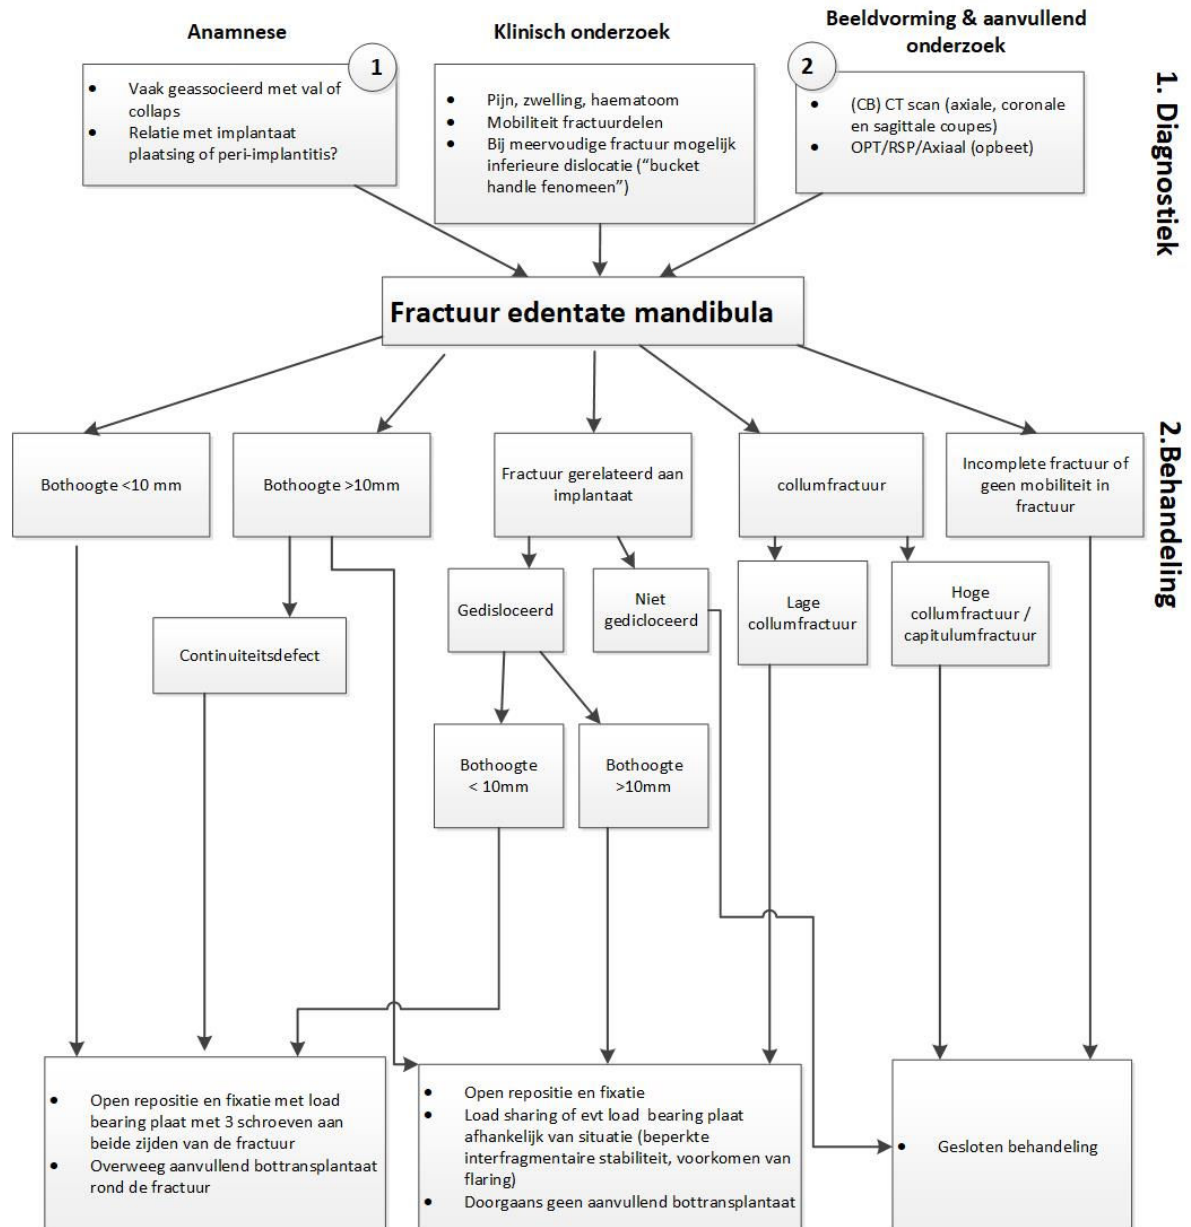 Anamnese
1
• Vaak geassocieerd met val of
collaps
• Relatie met implantaat
plaatsing of peri-implantitis?
Klinisch onderzoek
• Pijn, zwelling, haematoom
• Mobiliteit fractuurdelen
• Bij meervoudige fractuur mogelijk
inferieure dislocatie (“bucket
handle fenomeen”)
Beeldvorming & aanvullend
onderzoek
2
• (CB) CT scan (axiale, coronale
en sagittale coupes)
• OPT/RSP/Axiaal (opbeet)
1. Diagnostiek
Fractuur edentate mandibula
2.Behandeling
Bothoogte <10 mm
Bothoogte >10mm
Fractuur gerelateerd aan
implantaat
collumfractuur
Incomplete fractuur of
geen mobiliteit in
fractuur
Continuiteitsdefect
Gedisloceerd
Niet
gedicloceerd
Lage
collumfractuur
Hoge
collumfractuur /
capitulumfractuur
Bothoogte
< 10mm
Bothoogte
>10mm
• Open repositie en fixatie met load
bearing plaat met 3 schroeven aan
beide zijden van de fractuur
• Overweeg aanvullend bottransplantaat
rond de fractuur
• Open repositie en fixatie
• Load sharing of evt load bearing plaat
afhankelijk van situatie (beperkte
interfragmentaire stabiliteit, voorkomen van
flaring)
• Doorgaans geen aanvullend bottransplantaat
• Gesloten behandeling